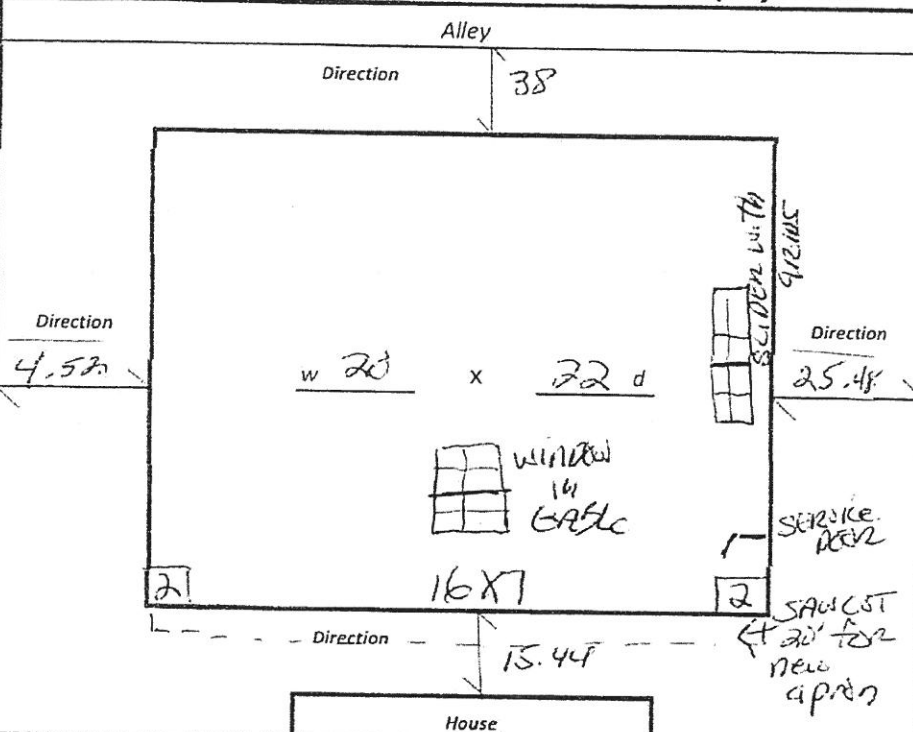 Alley
Direction
38
SLIDER WITH
GRIDS
Direction
4.52
Direction
25.48
w 20 x 22 d
WINDOW
IN
GABLE
SERVICE
DOOR
2
16X7
2
SAWCUT
20' FOR
new
apron
Direction
15.44
House